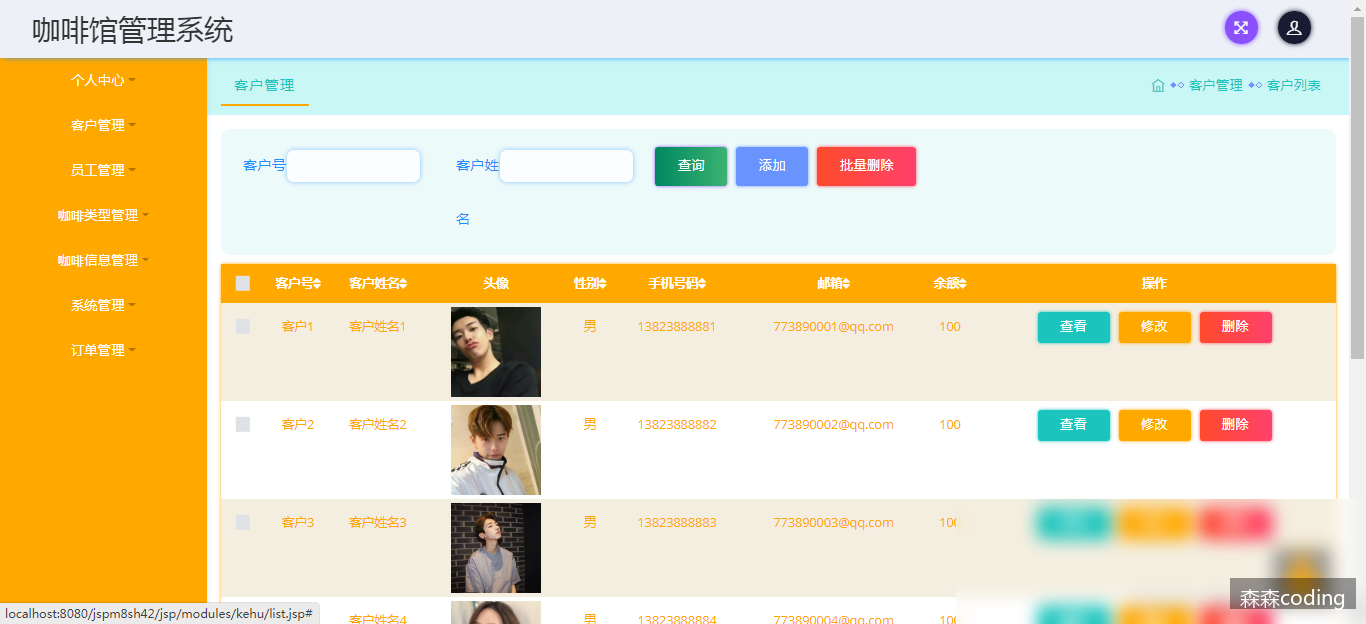 咖啡馆管理系统
个人中心
客户管理
员工管理
咖啡类型管理
咖啡信息管理
系统管理
订单管理
客户管理
客户管理 客户列表
客户号
客户姓名
查询 添加 批量删除
客户号 客户姓名 头像 性别 手机号码 邮箱 余额 操作
客户1 客户姓名1 男 13823888881 773890001@qq.com 100 查看 修改 删除
客户2 客户姓名2 男 13823888882 773890002@qq.com 100 查看 修改 删除
客户3 客户姓名3 男 13823888883 773890003@qq.com
客户姓名4 男 13823888884 773890004@qq.com
localhost:8080/jspm8sh42/jsp/modules/kehu/list.jsp#
森森coding